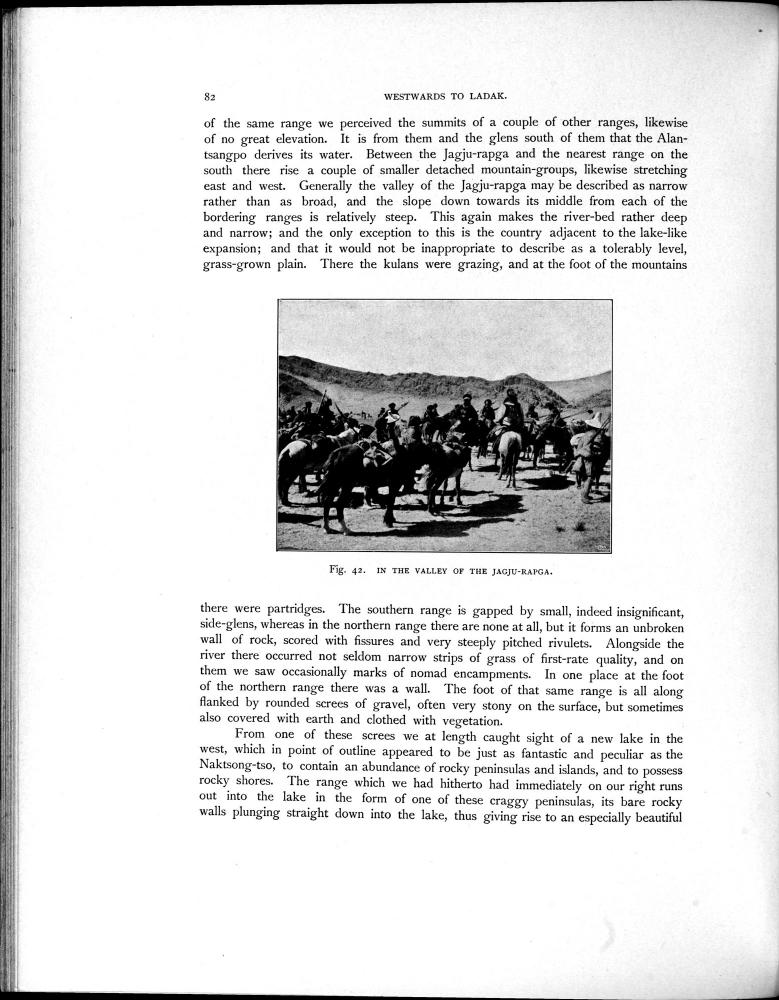 82
WESTWARDS TO LADAK.
of the same range we perceived the summits of a couple of other ranges, likewise
of no great elevation. It is from them and the glens south of them that the Alan-
tsangpo derives its water. Between the Jagju-rapga and the nearest range on the
south there rise a couple of smaller detached mountain-groups, likewise stretching
east and west. Generally the valley of the Jagju-rapga may be described as narrow
rather than as broad, and the slope down towards its middle from each of the
bordering ranges is relatively steep. This again makes the river-bed rather deep
and narrow; and the only exception to this is the country adjacent to the lake-like
expansion; and that it would not be inappropriate to describe as a tolerably level,
grass-grown plain. There the kulans were grazing, and at the foot of the mountains
Fig. 42. IN THE VALLEY OF THE JAGJU-RAPGA.
there were partridges. The southern range is gapped by small, indeed insignificant,
side-glens, whereas in the northern range there are none at all, but it forms an unbroken
wall of rock, scored with fissures and very steeply pitched rivulets. Alongside the
river there occurred not seldom narrow strips of grass of first-rate quality, and on
them we saw occasionally marks of nomad encampments. In one place at the foot
of the northern range there was a wall. The foot of that same range is all along
flanked by rounded screes of gravel, often very stony on the surface, but sometimes
also covered with earth and clothed with vegetation.
From one of these screes we at length caught sight of a new lake in the
west, which in point of outline appeared to be just as fantastic and peculiar as the
Naktsong-tso, to contain an abundance of rocky peninsulas and islands, and to possess
rocky shores. The range which we had hitherto had immediately on our right runs
out into the lake in the form of one of these craggy peninsulas, its bare rocky
walls plunging straight down into the lake, thus giving rise to an especially beautiful